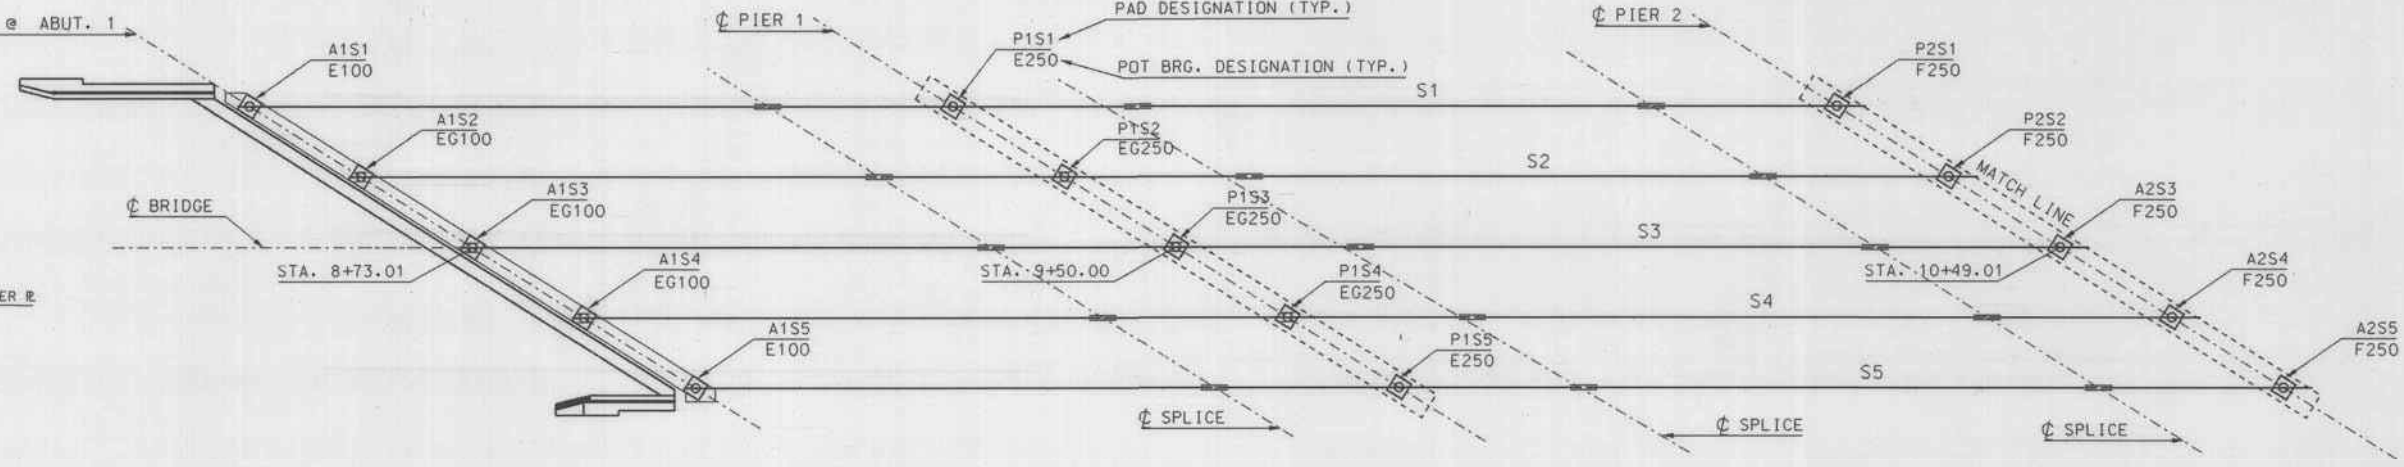 @ ABUT. 1
A1S1
E100
℄ PIER 1
P1S1
E250
PAD DESIGNATION (TYP.)
POT BRG. DESIGNATION (TYP.)
℄ PIER 2
P2S1
F250
S1
A1S2
EG100
P1S2
EG250
S2
P2S2
F250
MATCH LINE
℄ BRIDGE
A1S3
EG100
P1S3
EG250
S3
A2S3
F250
STA. 8+73.01
STA. 9+50.00
STA. 10+49.01
A1S4
EG100
P1S4
EG250
S4
A2S4
F250
A1S5
E100
P1S5
E250
S5
A2S5
F250
℄ SPLICE
℄ SPLICE
℄ SPLICE